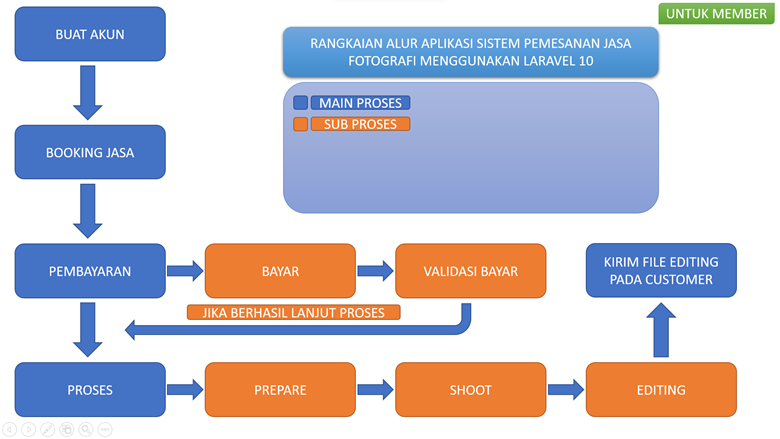 UNTUK MEMBER
BUAT AKUN
RANGKAIAN ALUR APLIKASI SISTEM PEMESANAN JASA
FOTOGRAFI MENGGUNAKAN LARAVEL 10
MAIN PROSES
SUB PROSES
BOOKING JASA
PEMBAYARAN
BAYAR
VALIDASI BAYAR
KIRIM FILE EDITING
PADA CUSTOMER
JIKA BERHASIL LANJUT PROSES
PROSES
PREPARE
SHOOT
EDITING